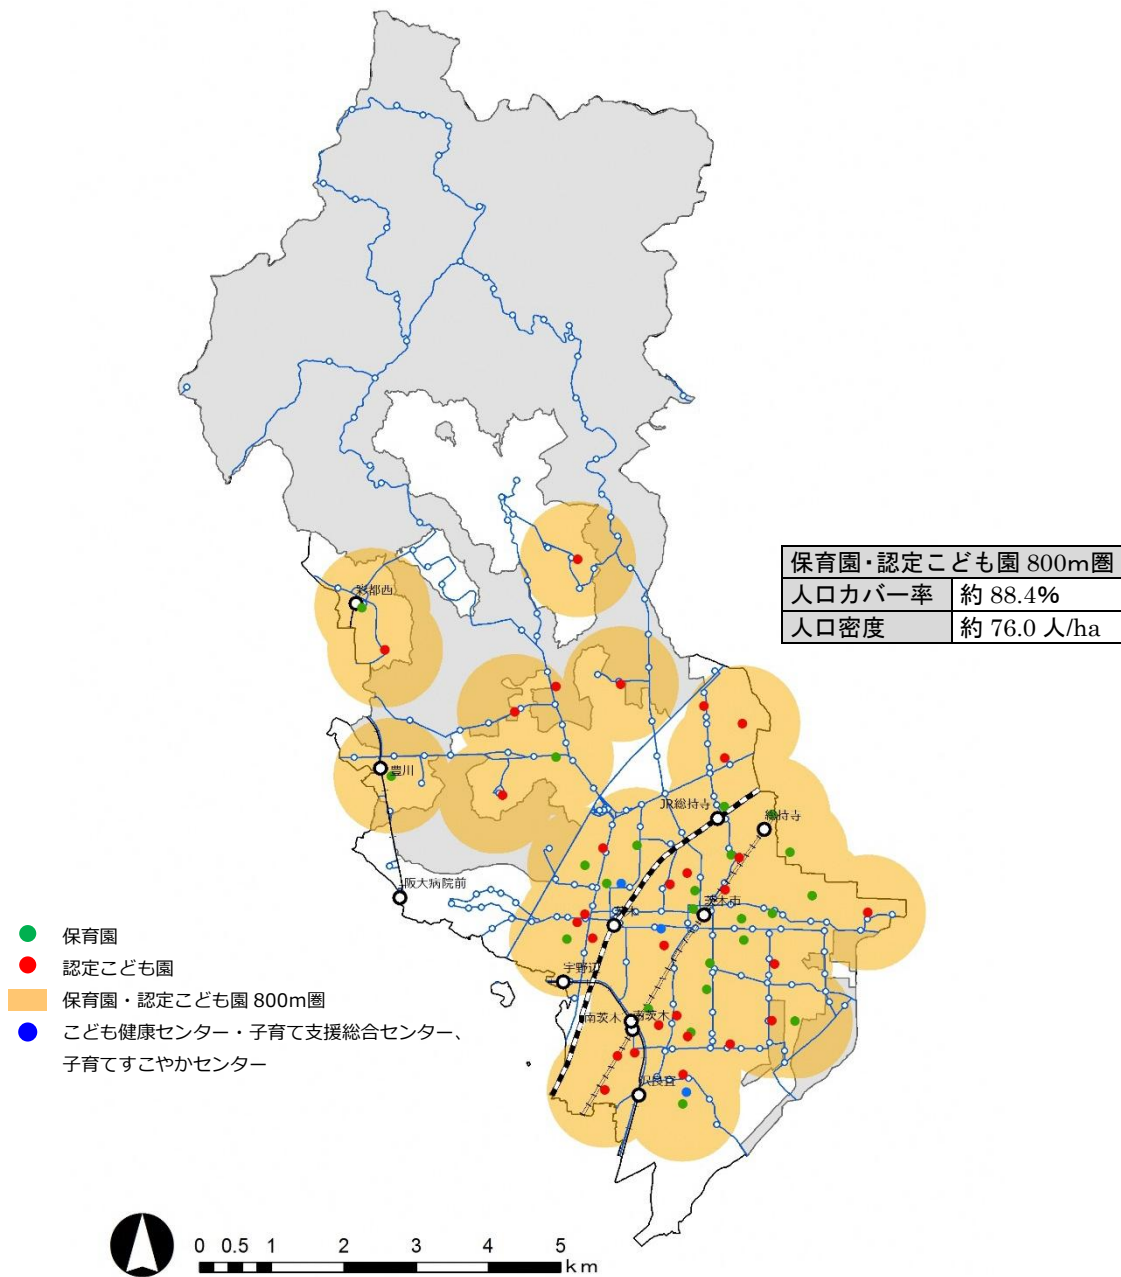 保育園・認定こども園 800m圏
人口カバー率 約 88.4%
人口密度 約 76.0 人/ha
彩都西
豊川
JR総持寺
総持寺
阪大病院前
茨木市
茨木
宇野辺
南茨木
南茨木
沢良宜
保育園
認定こども園
保育園・認定こども園 800m圏
こども健康センター・子育て支援総合センター、
子育てすこやかセンター
0 0.5 1 2 3 4 5
km